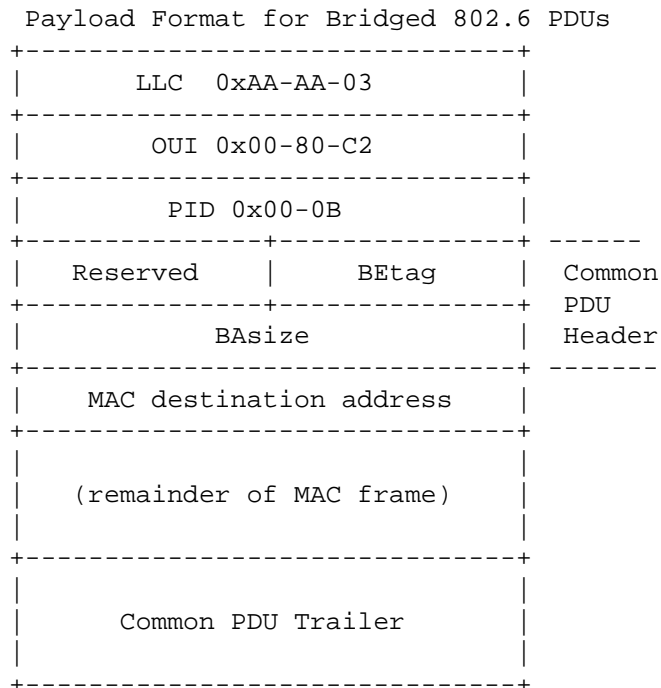 Payload Format for Bridged 802.6 PDUs
+-------------------------------+
|       LLC  0xAA-AA-03         |
+-------------------------------+
|        OUI 0x00-80-C2         |
+-------------------------------+
|         PID 0x00-0B           |
+---------------+---------------+ ------
|   Reserved    |     BEtag     |  Common
+---------------+---------------+  PDU
|            BAsize             |  Header
+-------------------------------+ -------
|    MAC destination address    |
+-------------------------------+
|                               |
|   (remainder of MAC frame)    |
|                               |
+-------------------------------+
|                               |
|      Common PDU Trailer       |
|                               |
+-------------------------------+